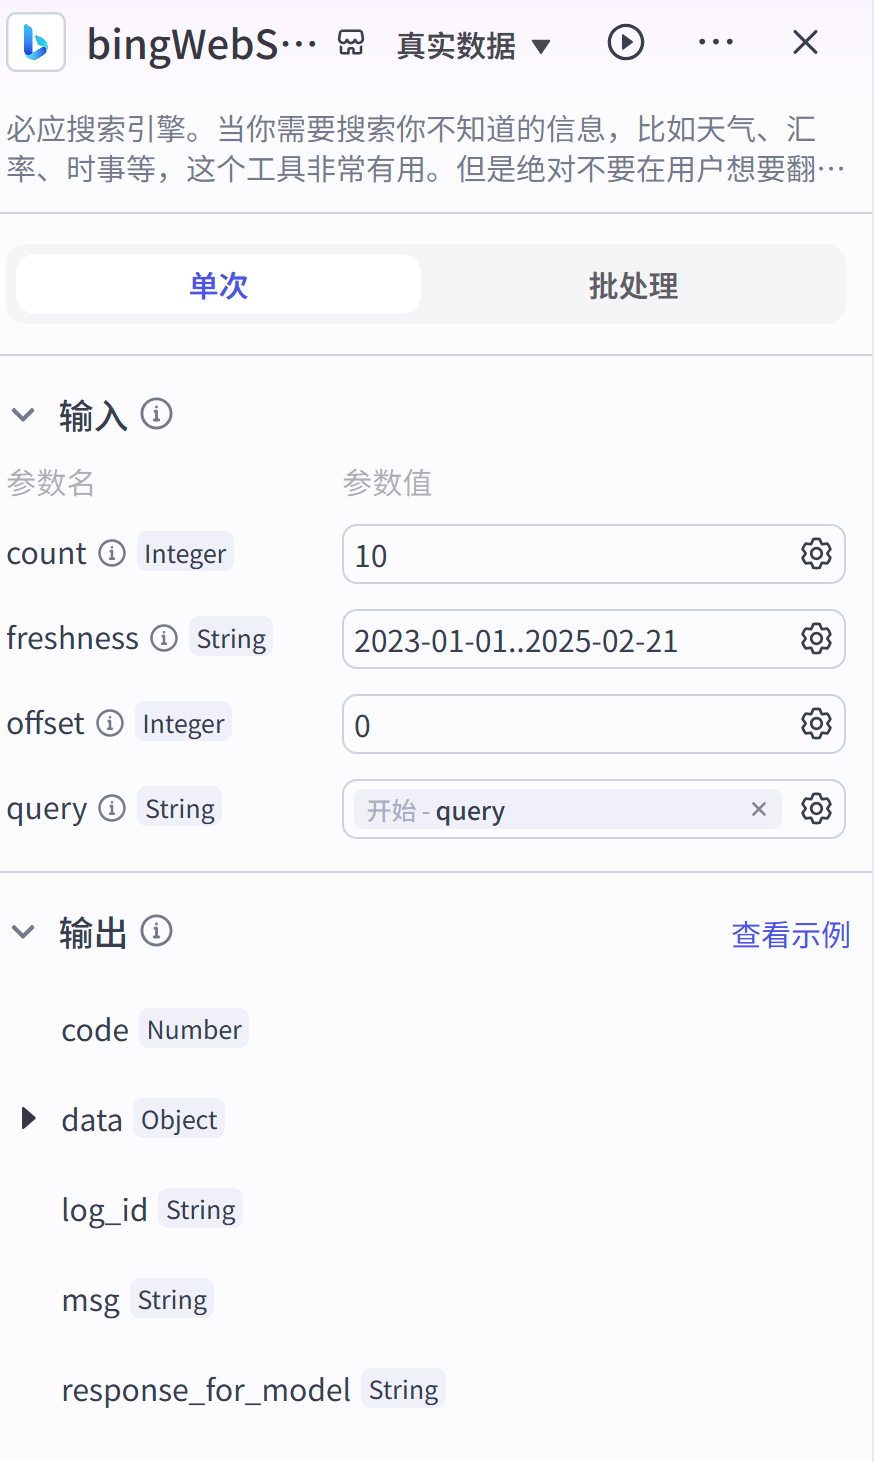 bingWebS… 真实数据
必应搜索引擎。当你需要搜索你不知道的信息，比如天气、汇
率、时事等，这个工具非常有用。但是绝对不要在用户想要翻…
单次 批处理
输入
参数名 参数值
count Integer 10
freshness String 2023-01-01..2025-02-21
offset Integer 0
query String 开始 - query
输出 查看示例
code Number
data Object
log_id String
msg String
response_for_model String